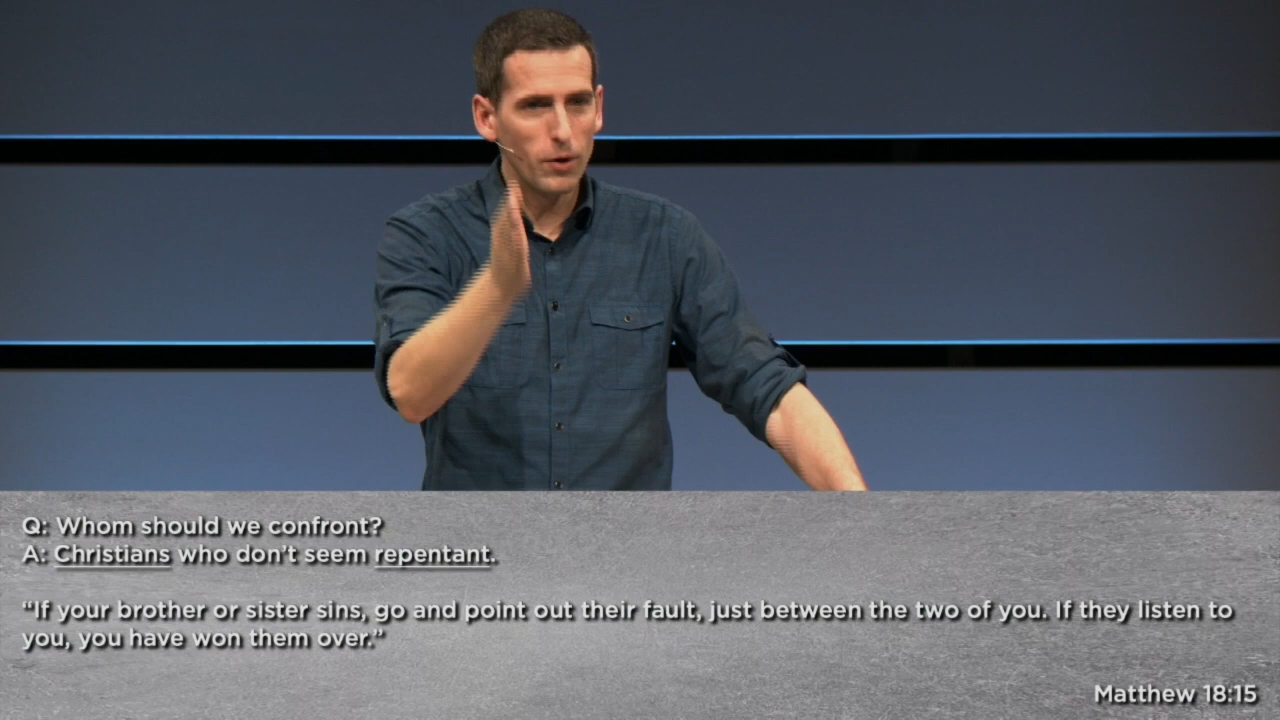 Q: Whom should we confront?
A: Christians who don't seem repentant.
“If your brother or sister sins, go and point out their fault, just between the two of you. If they listen to
you, you have won them over.”
Matthew 18:15